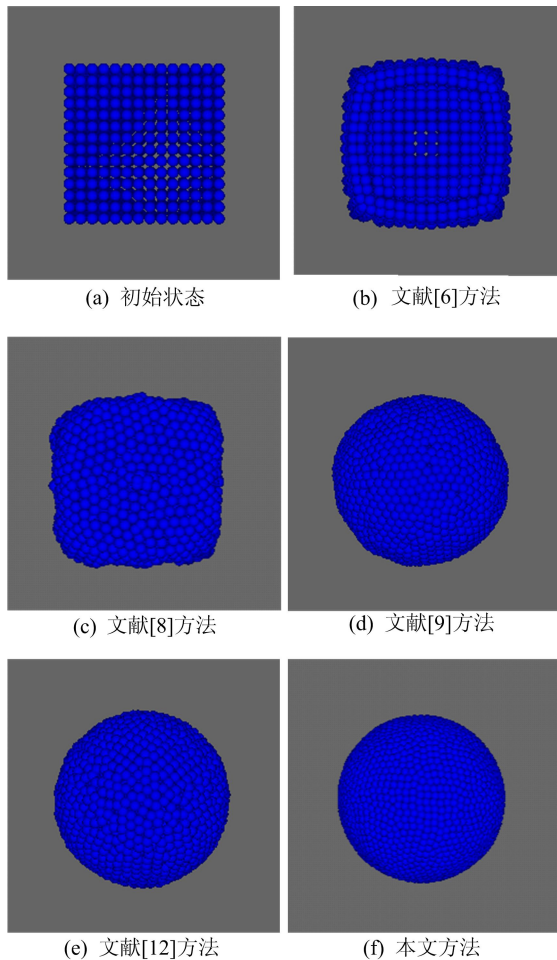 (a) 初始状态
(b) 文献[6]方法
(c) 文献[8]方法
(d) 文献[9]方法
(e) 文献[12]方法
(f) 本文方法